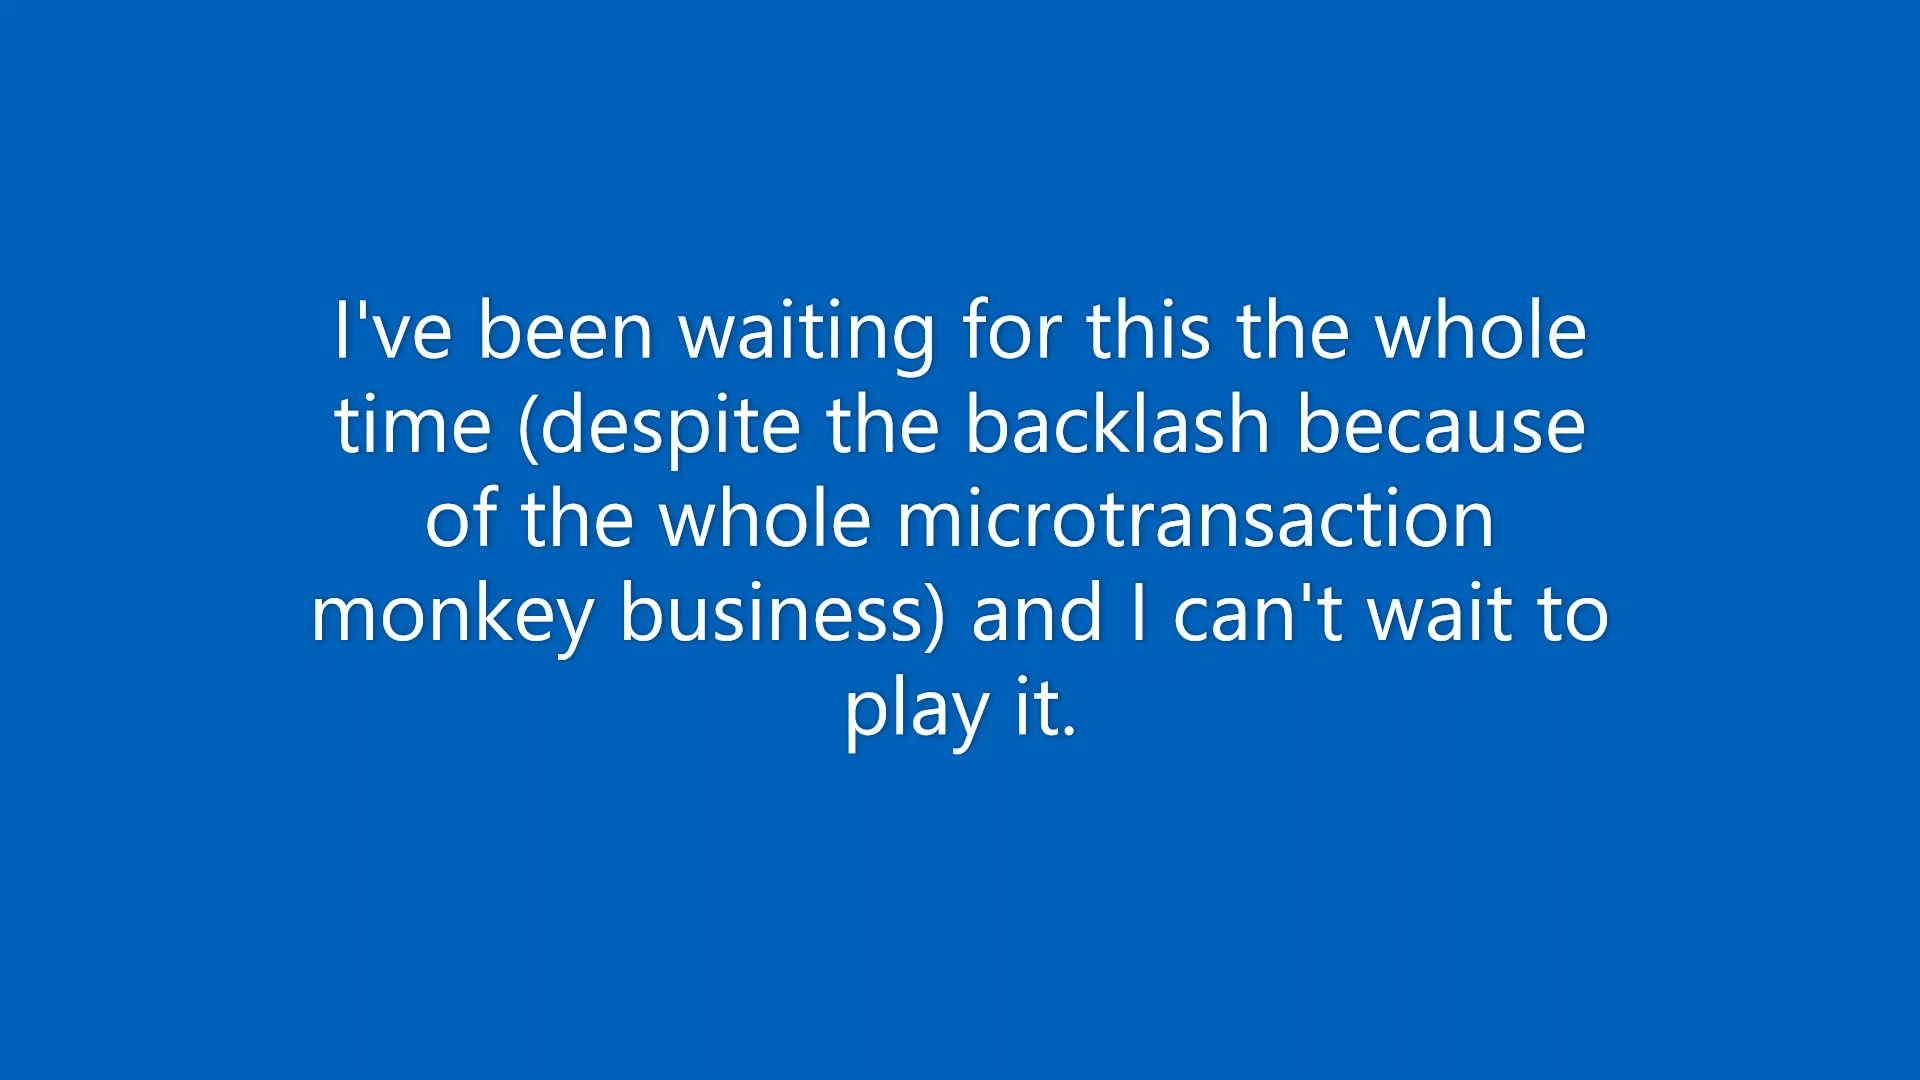 I've been waiting for this the whole
time (despite the backlash because
of the whole microtransaction
monkey business) and I can't wait to
play it.